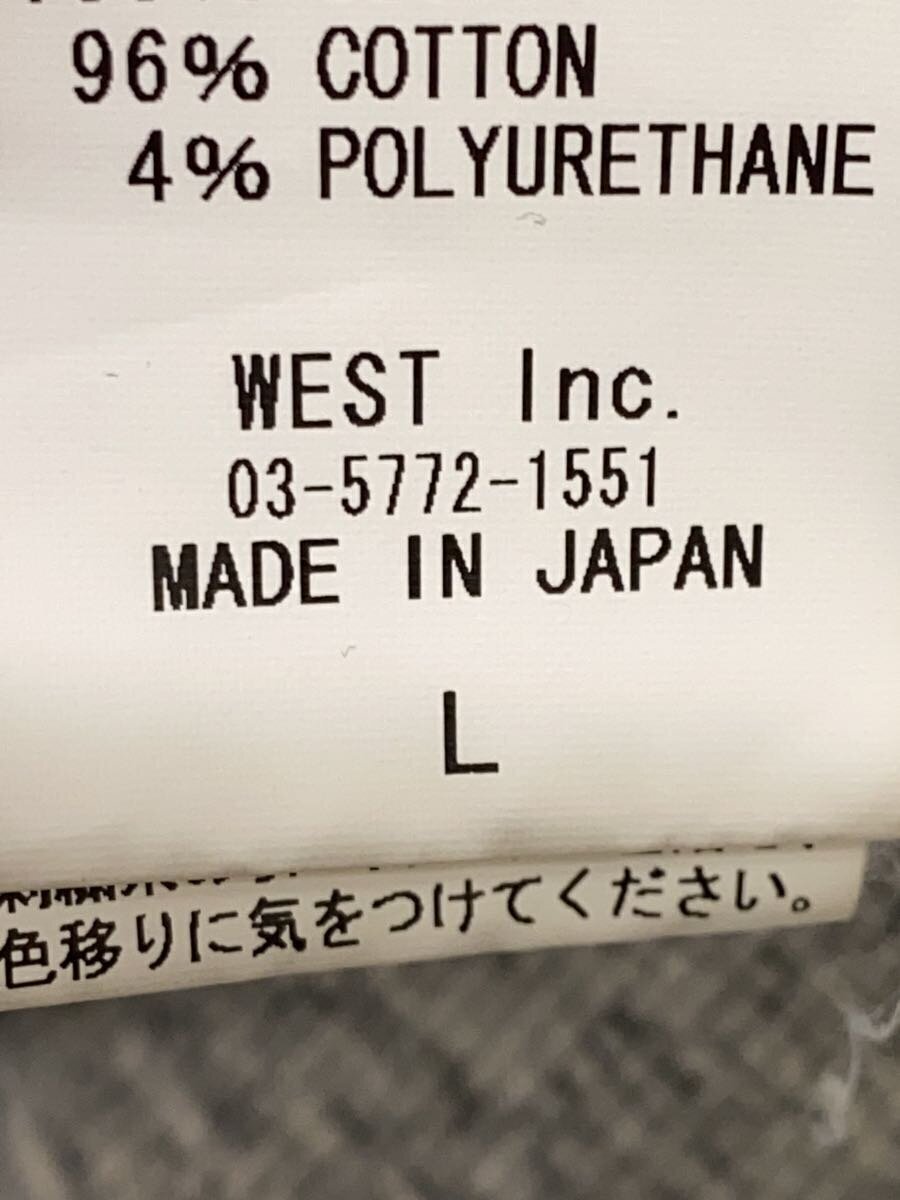 96% COTTON
4% POLYURETHANE
WEST Inc.
03-5772-1551
MADE IN JAPAN
L
色移りに気をつけてください。